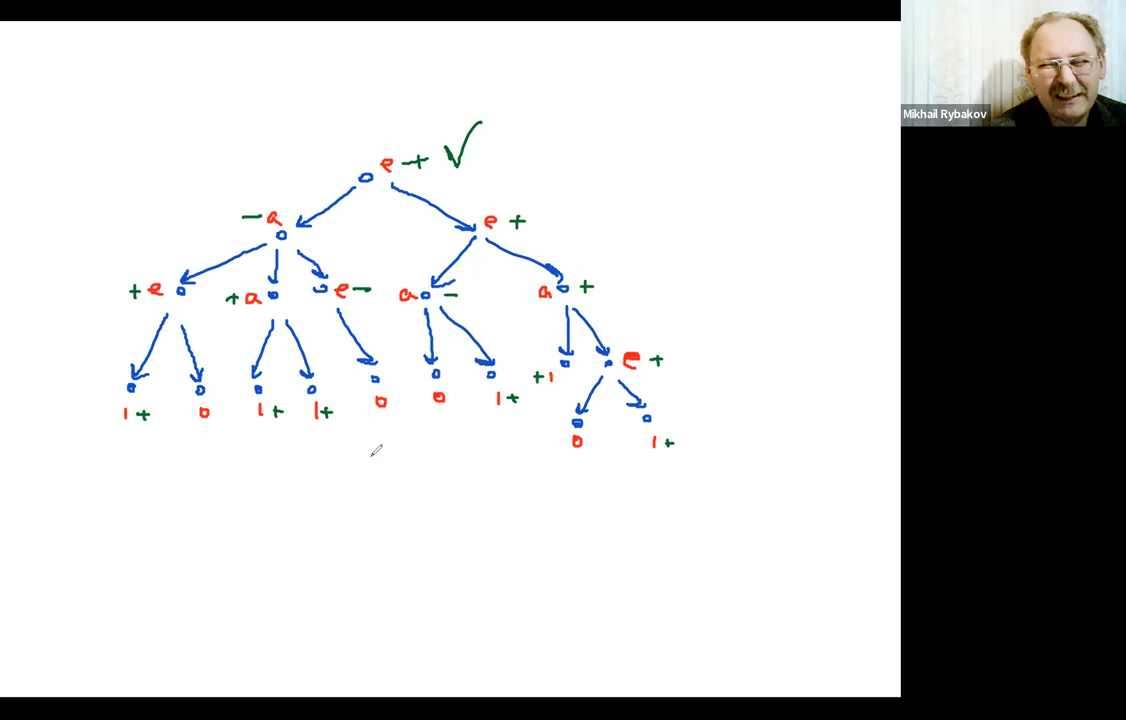 Mikhail Rybakov
e + ✓
− a
e +
+ e
+ a
e −
a −
a +
1 +
0
1 +
1 +
0
0
1 +
+ 1
e +
0
1 +